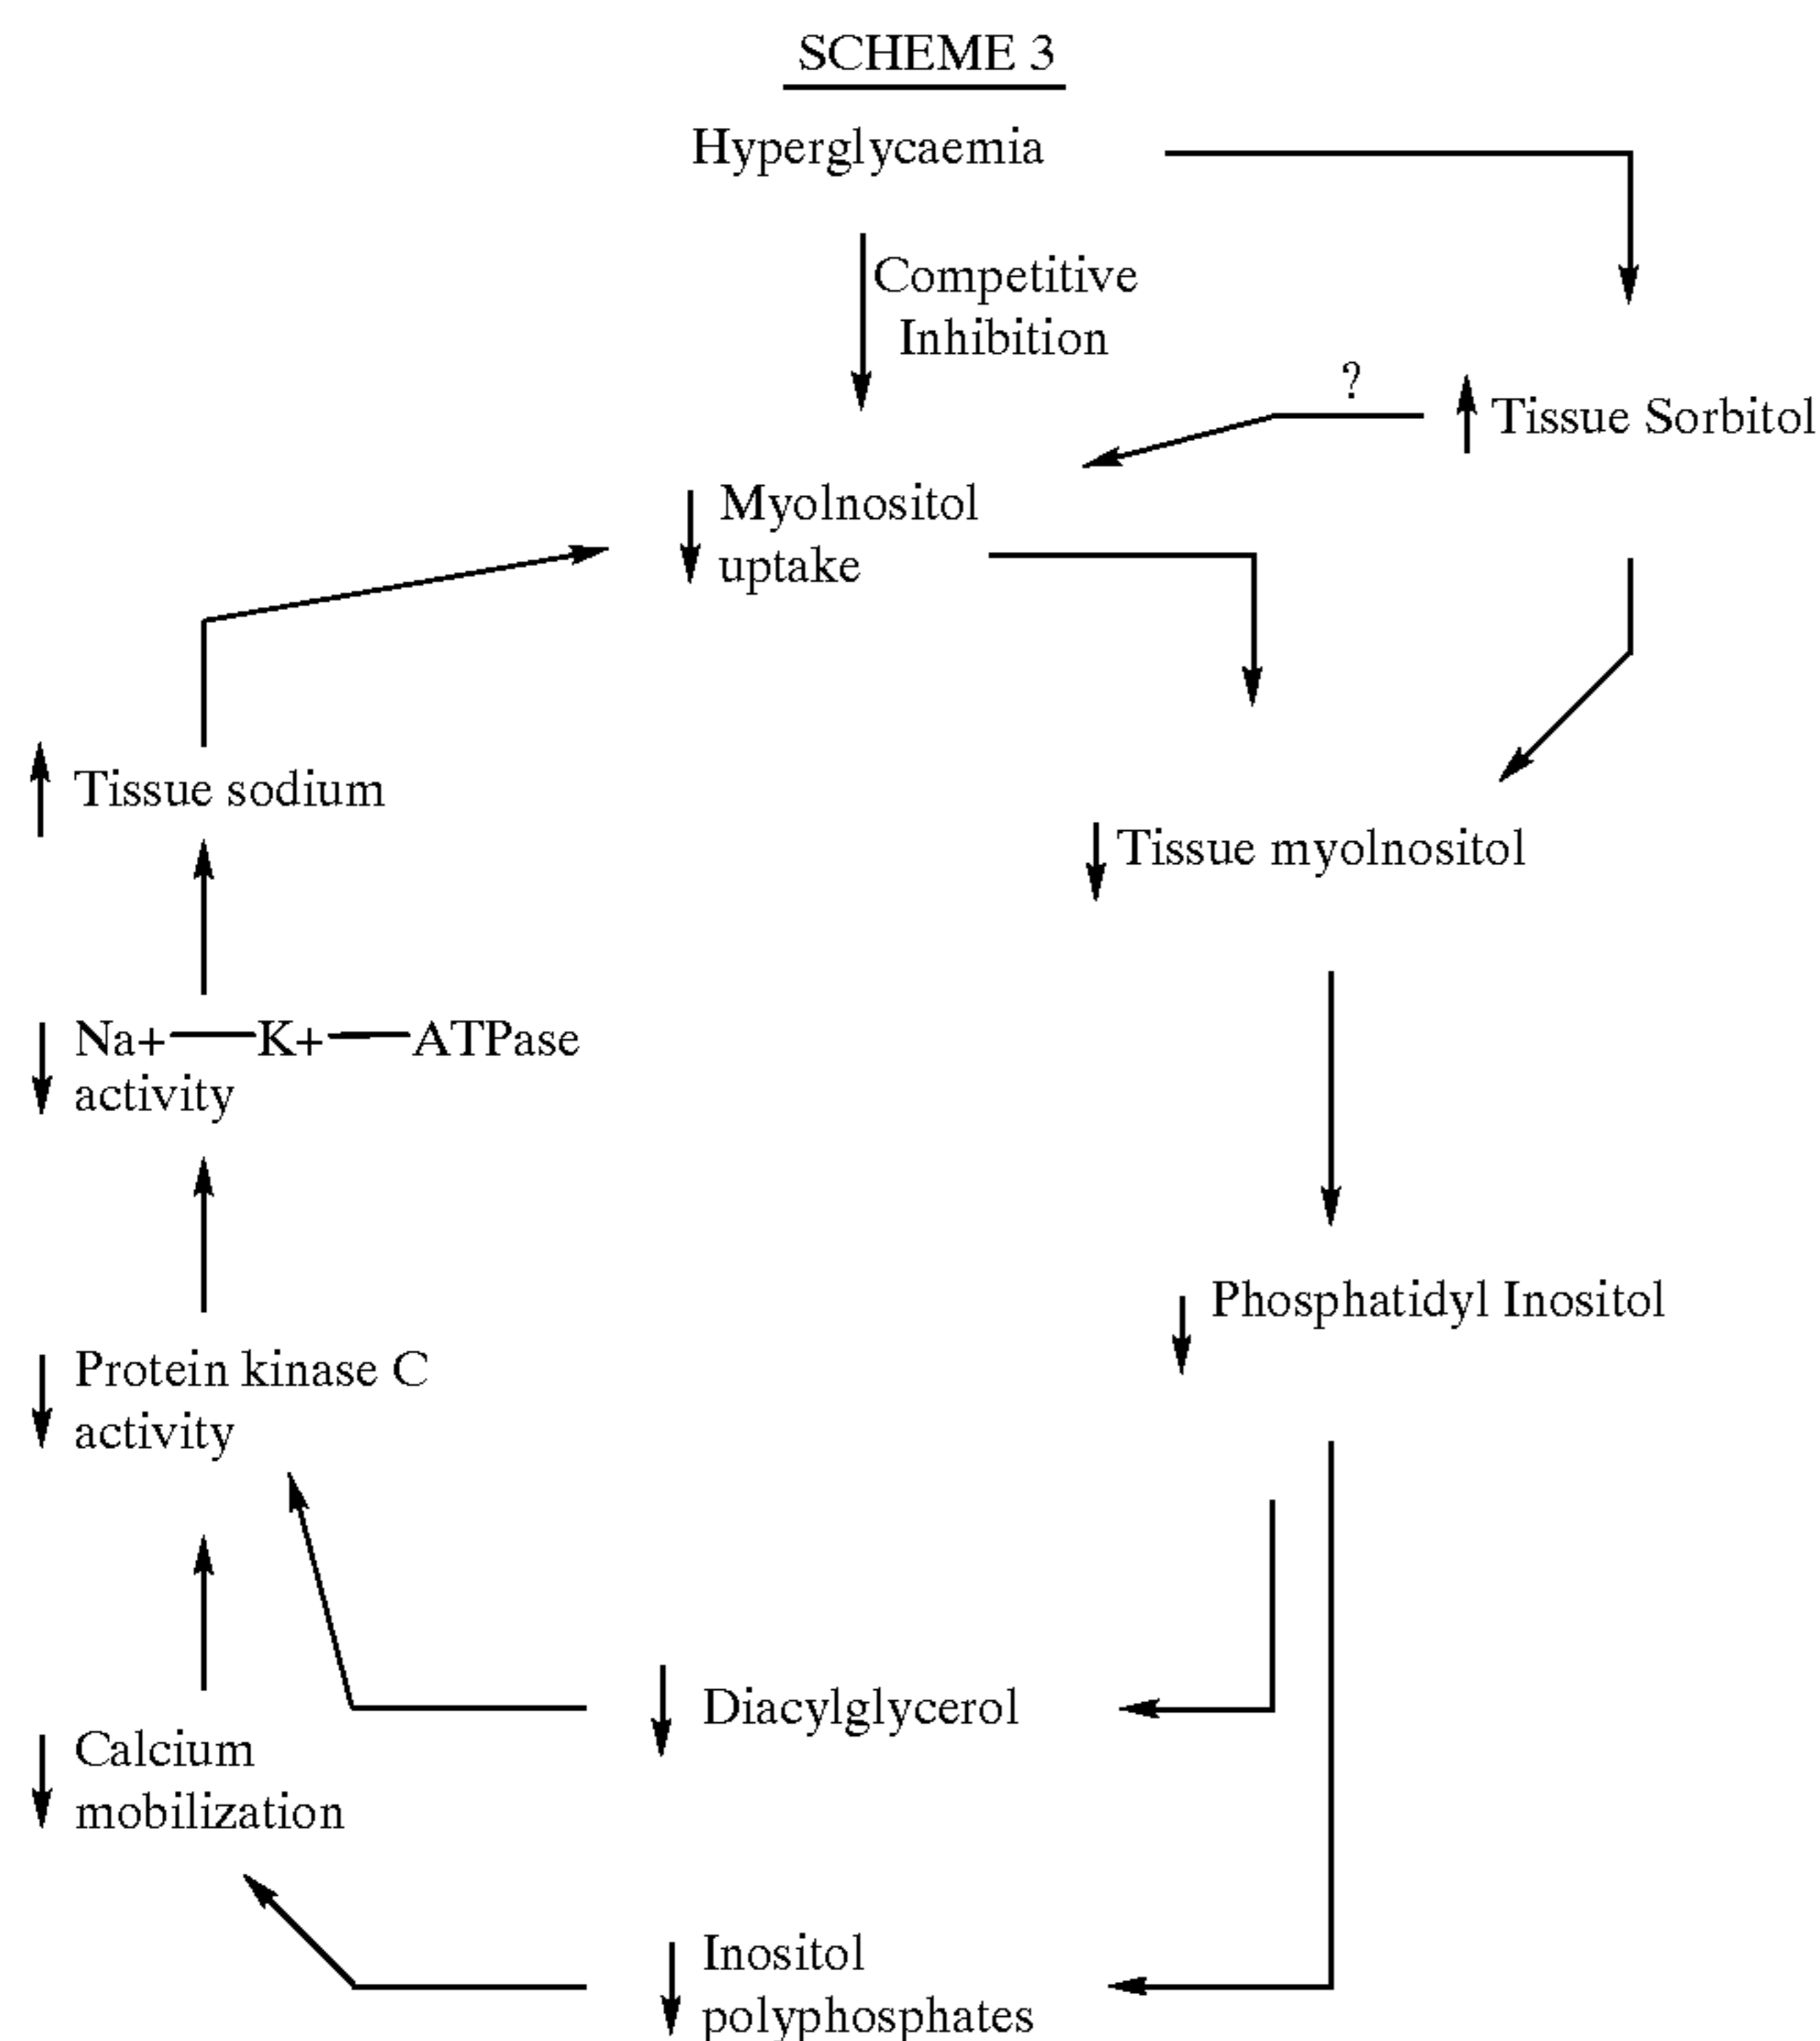 SCHEME 3
Hyperglycaemia
Competitive
Inhibition
?
Tissue Sorbitol
Myolnositol
uptake
Tissue sodium
Tissue myolnositol
Na+—K+—ATPase
activity
Phosphatidyl Inositol
Protein kinase C
activity
Diacylglycerol
Calcium
mobilization
Inositol
polyphosphates